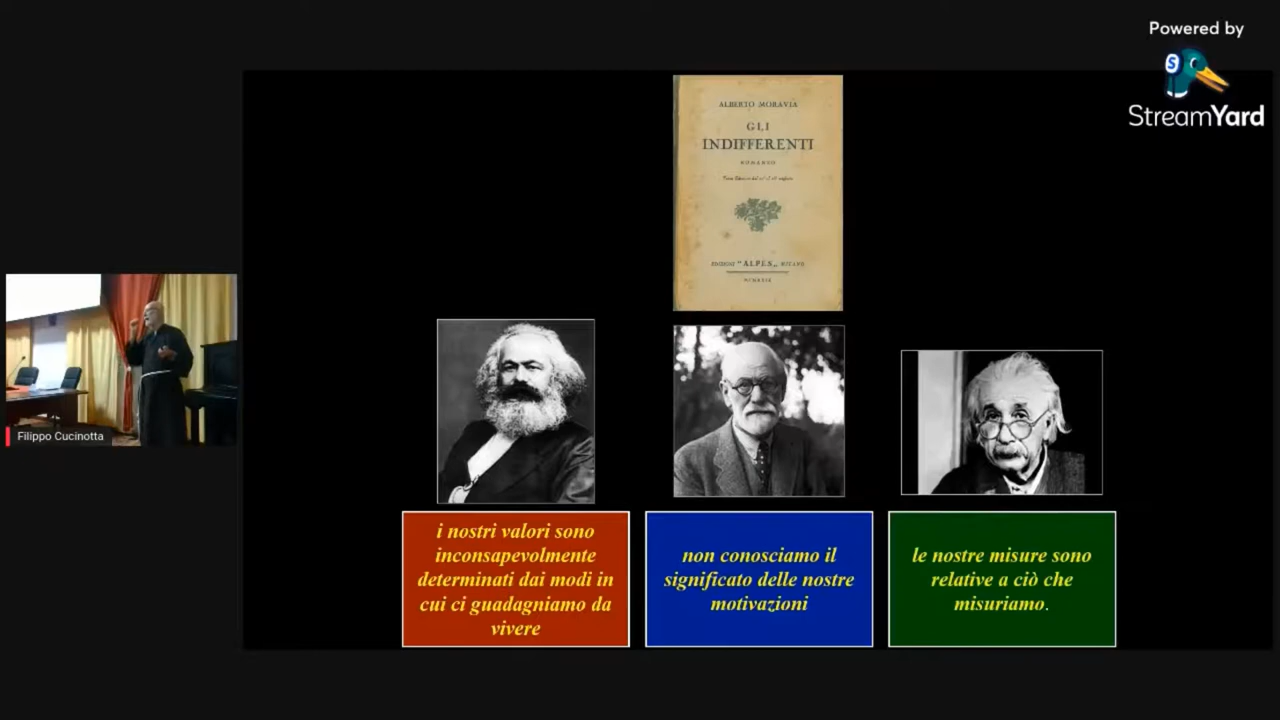 Powered by
StreamYard
ALBERTO MORAVIA
GLI
INDIFFERENTI
ROMANZO
EDIZIONI "ALPES" MILANO
MCMXXIX
Filippo Cucinotta
i nostri valori sono
inconsapevolmente
determinati dai modi in
cui ci guadagniamo da
vivere
non conosciamo il
significato delle nostre
motivazioni
le nostre misure sono
relative a ciò che
misuriamo.